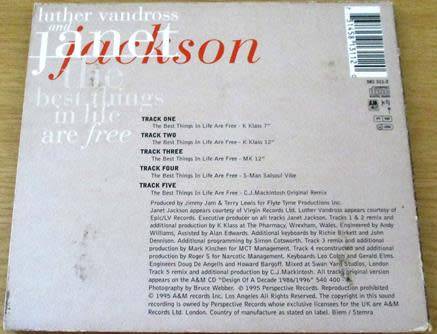 luther vandross
and
janet
jackson
the
best things
in life
are free
581 311-2
TRACK ONE
The Best Things In Life Are Free - K Klass 7"
TRACK TWO
The Best Things In Life Are Free - K Klass 12"
TRACK THREE
The Best Things In Life Are Free - MK 12"
TRACK FOUR
The Best Things In Life Are Free - S-Man Salsoul Vibe
TRACK FIVE
The Best Things In Life Are Free - C.J.Mackintosh Original Remix
Produced by Jimmy Jam & Terry Lewis for Flyte Tyme Productions Inc.
Janet Jackson appears courtesy of Virgin Records Ltd. Luther Vandross appears courtesy of
Epic/LV Records. Executive producer on all tracks Janet Jackson. Tracks 1 & 2 remix and
additional production by K Klass at The Pharmacy, Wrexham, Wales. Engineered by Andy
Williams, Assisted by Alan Edwards. Additional keyboards by Richie Birkett and John
Dennison. Additional programming by Simon Cotsworth. Track 3 remix and additional
production by Mark Kinchen for MCT Management. Track 4 reconstructed and additional
production by Roger S for Narcotic Management. Keyboards Leo Colon and Gerald Elms.
Engineers Doug De Angelis and Howard Bargoff. Mixed at Swan Yard Studios, London
Track 5 remix and additional production by C.J.Mackintosh. All tracks original version
appears on the A&M CD "Design Of A Decade 1986/1996" 540 400
Photography by Bruce Webber. ℗ 1995 Perspective Records. Reproduction prohibited
© 1995 A&M records Inc. Los Angeles All Rights Reserved. The copyright in this sound
recording is owned by Perspective Records whose exclusive licensees for the UK are A&M
Records Ltd. London. Country of manufacture as stated on label. Biem / Stemra